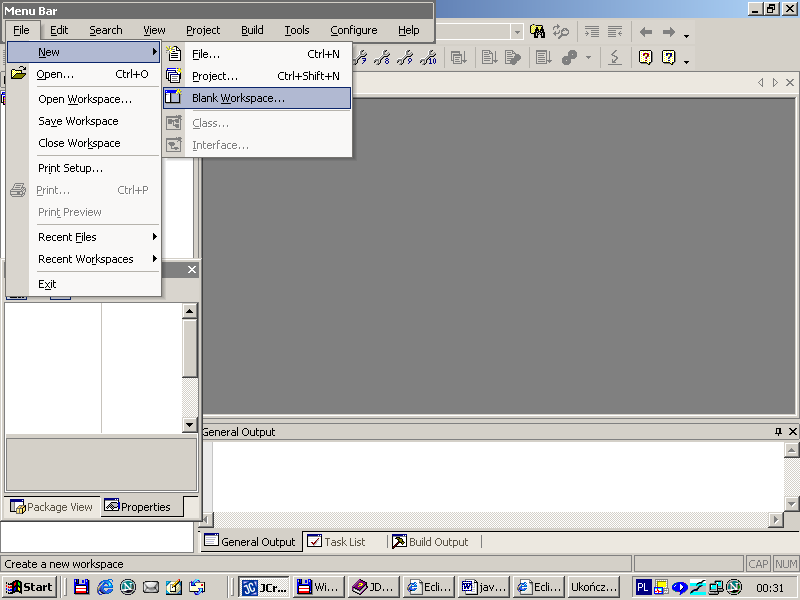 Menu Bar
File Edit Search View Project Build Tools Configure Help
New
Open... Ctrl+O
Open Workspace...
Save Workspace
Close Workspace
Print Setup...
Print... Ctrl+P
Print Preview
Recent Files
Recent Workspaces
Exit
File... Ctrl+N
Project... Ctrl+Shift+N
Blank Workspace...
Class...
Interface...
General Output
Package View Properties
General Output Task List Build Output
Create a new workspace
CAP NUM
Start JCr... Wi... JD... Ecli... jav... Ecli... Ukończ... PL 00:31